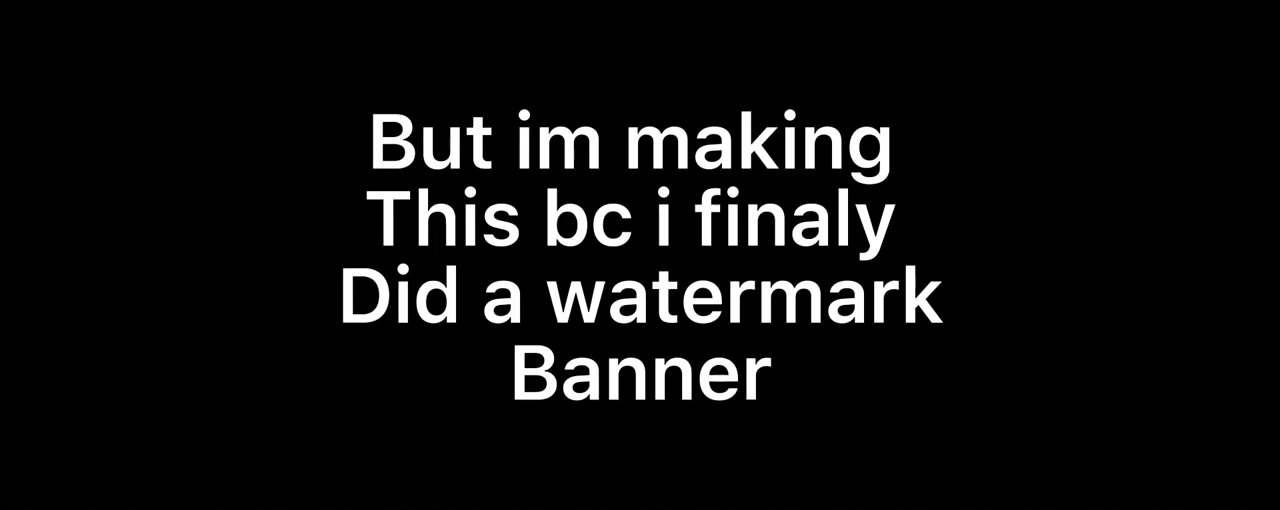 But im making
This bc i finaly
Did a watermark
Banner